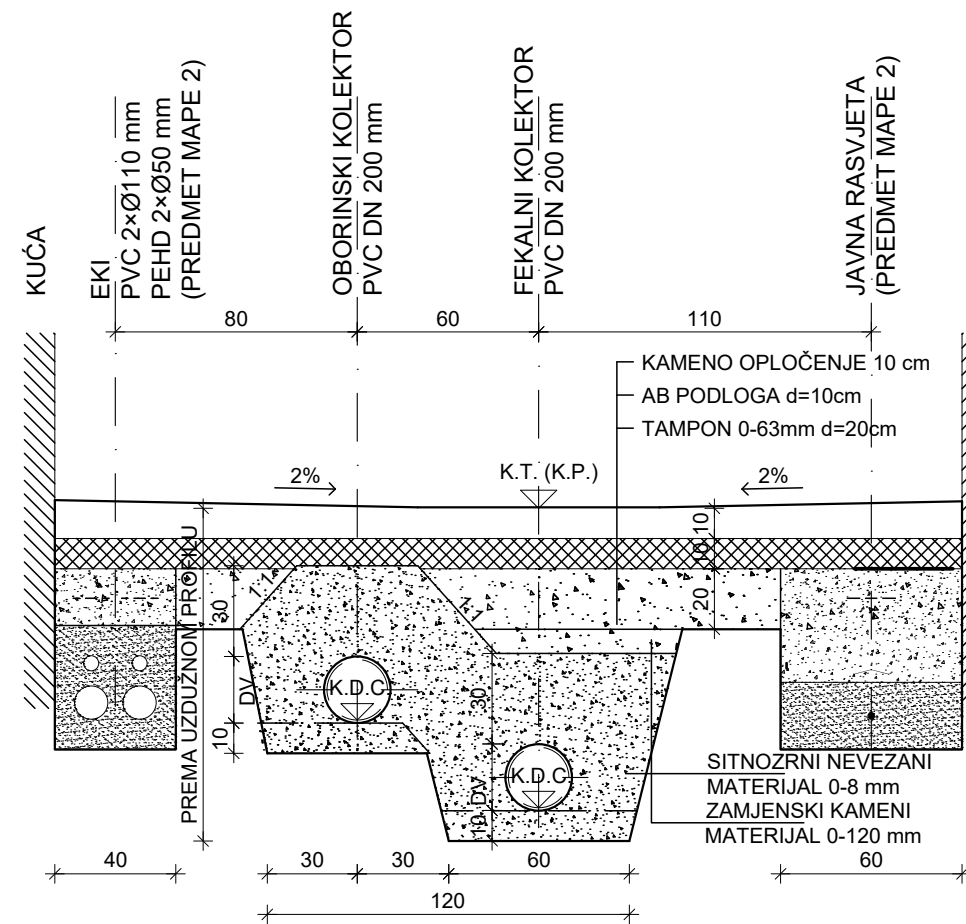 KUĆA
EKI
PVC 2×Ø110 mm
PEHD 2×Ø50 mm
(PREDMET MAPE 2)
OBORINSKI KOLEKTOR
PVC DN 200 mm
FEKALNI KOLEKTOR
PVC DN 200 mm
JAVNA RASVJETA
(PREDMET MAPE 2)
80
60
110
KAMENO OPLOČENJE 10 cm
AB PODLOGA d=10cm
TAMPON 0-63mm d=20cm
2%
K.T. (K.P.)
2%
PREMA UZDUŽNOM PROFILU
30
DV
10
1:1
1:1
10
10
20
30
DV
10
K.D.C
K.D.C
SITNOZRNI NEVEZANI
MATERIJAL 0-8 mm
ZAMJENSKI KAMENI
MATERIJAL 0-120 mm
40
30
30
60
60
120